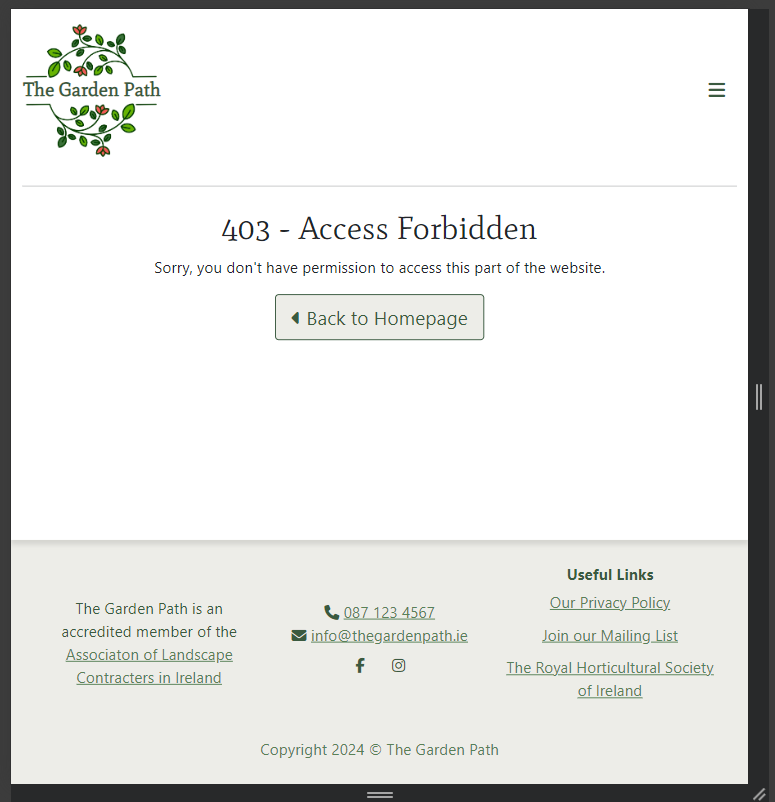 The Garden Path
403 - Access Forbidden
Sorry, you don't have permission to access this part of the website.
Back to Homepage
The Garden Path is an
accredited member of the
Associaton of Landscape
Contracters in Ireland
087 123 4567
info@thegardenpath.ie
Useful Links
Our Privacy Policy
Join our Mailing List
The Royal Horticultural Society
of Ireland
Copyright 2024 © The Garden Path